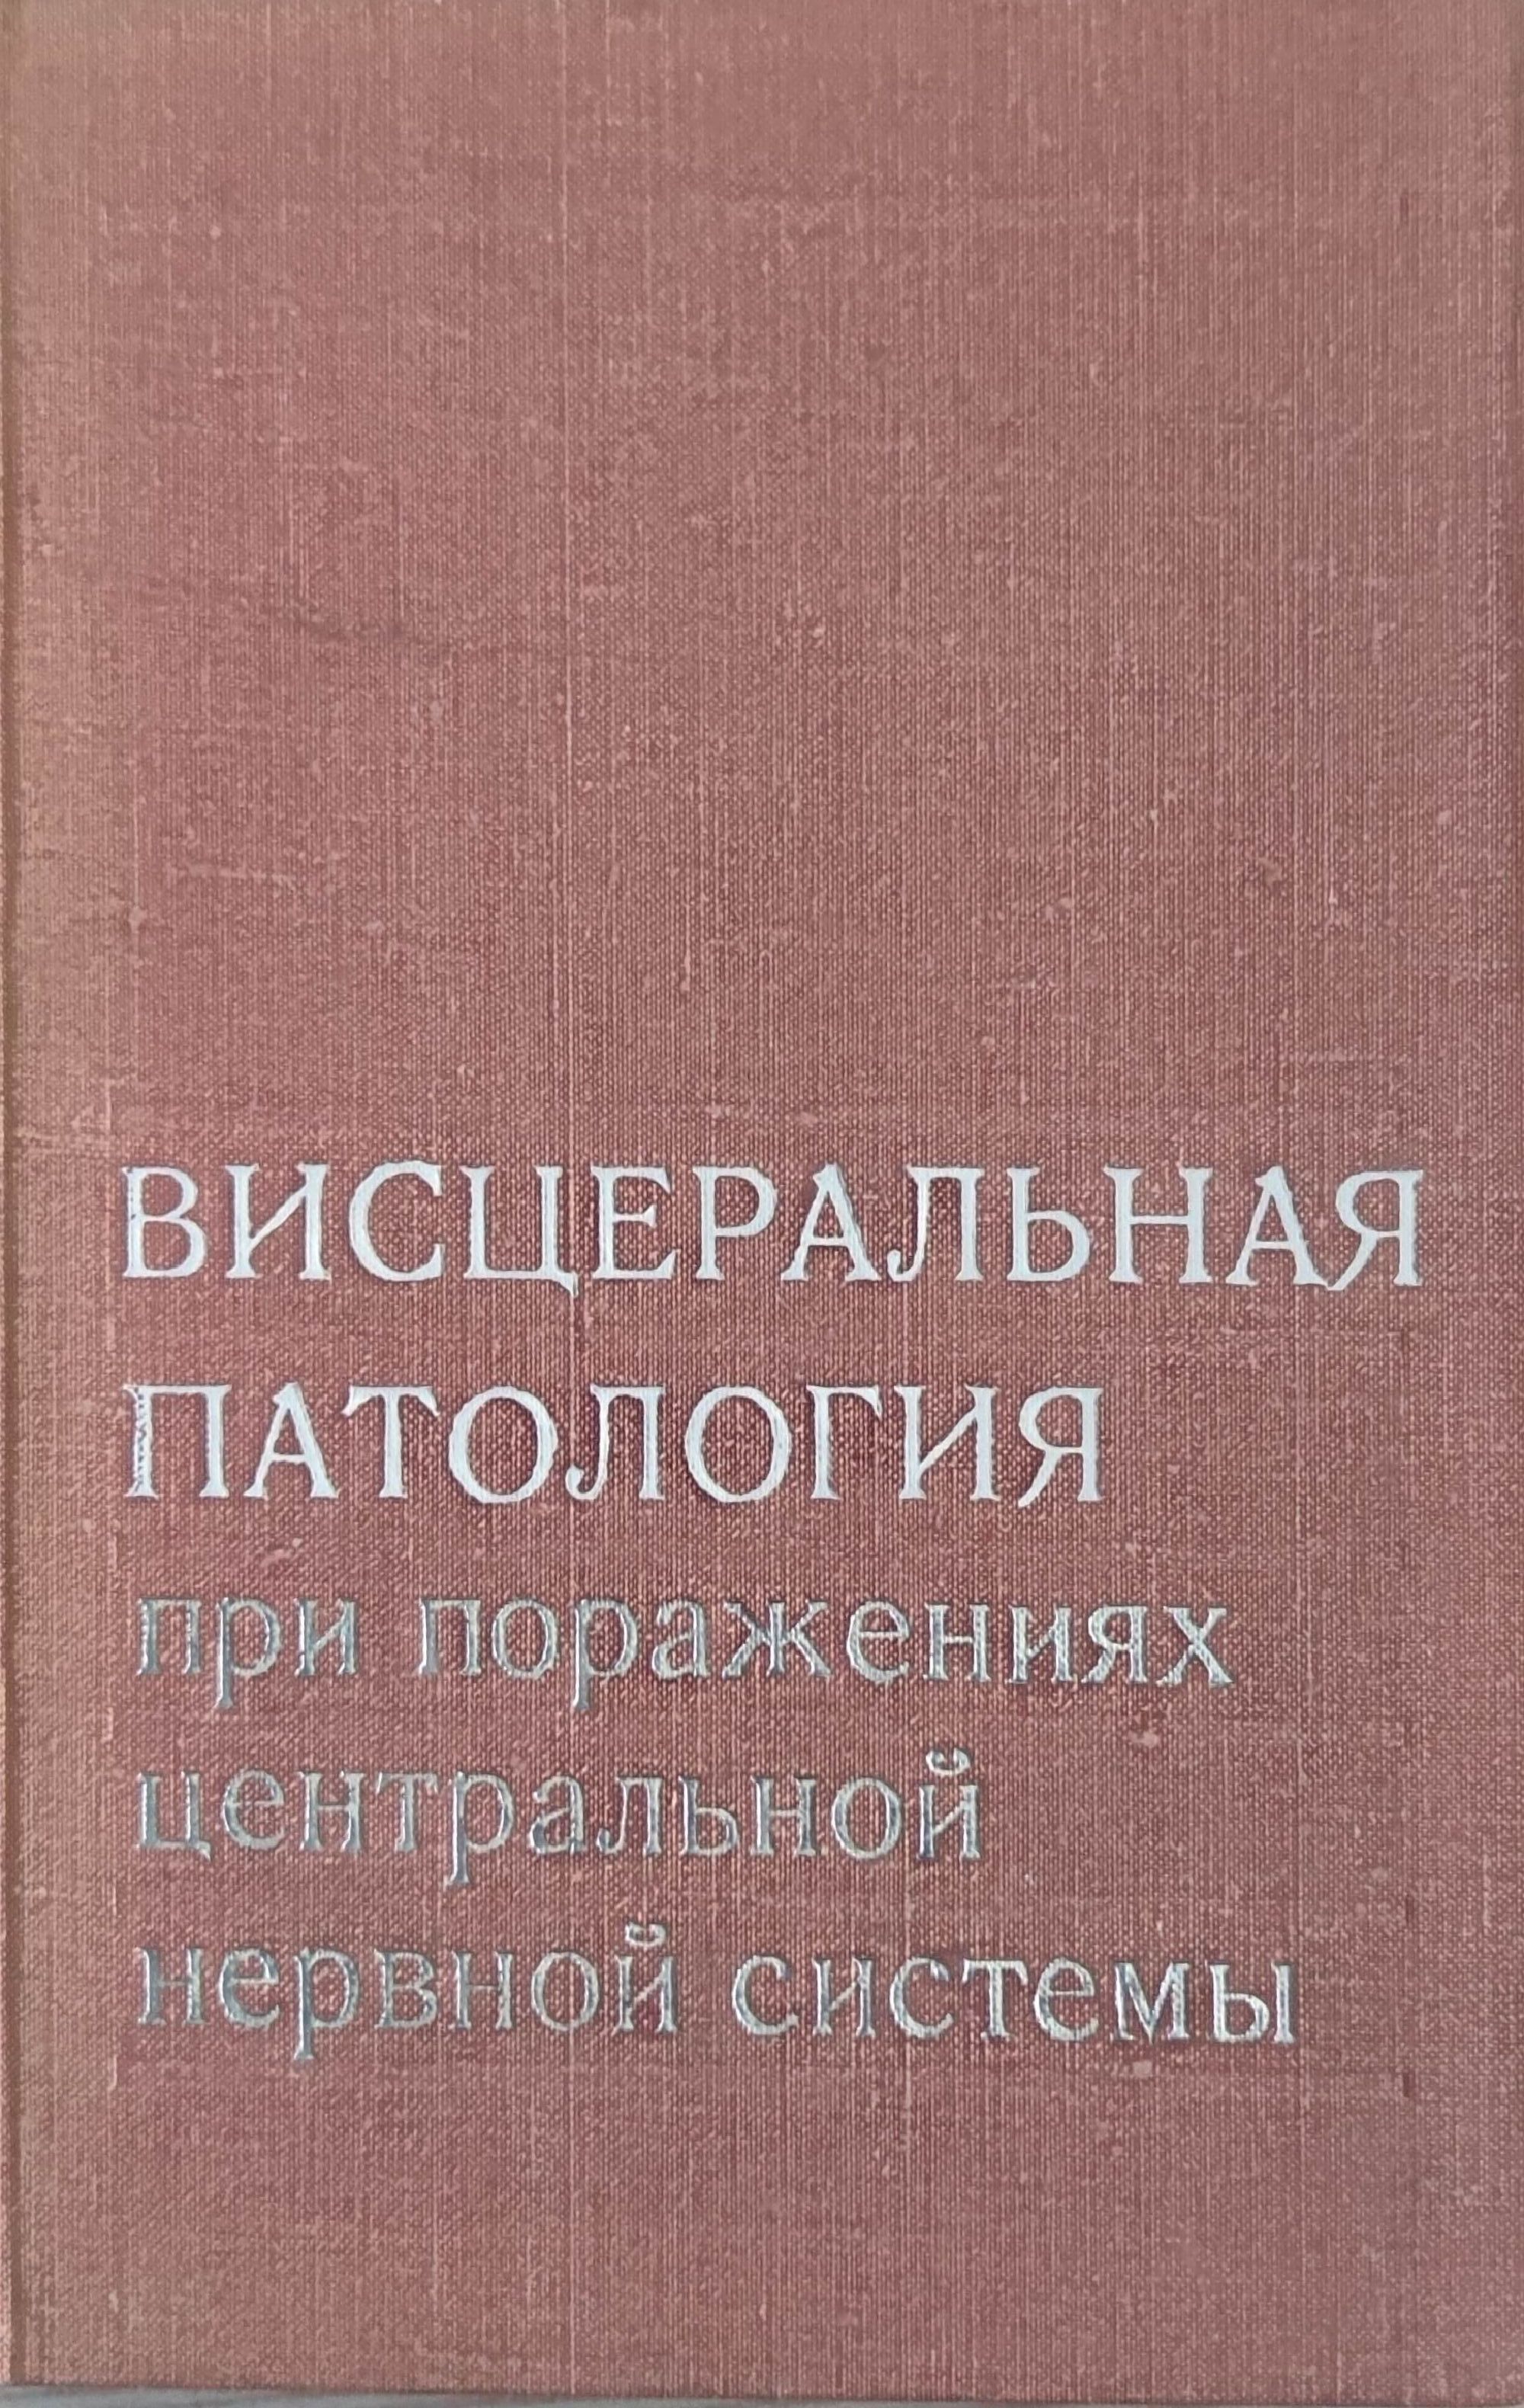 ВИСЦЕРАЛЬНАЯ
ПАТОЛОГИЯ
при поражениях
центральной
нервной системы